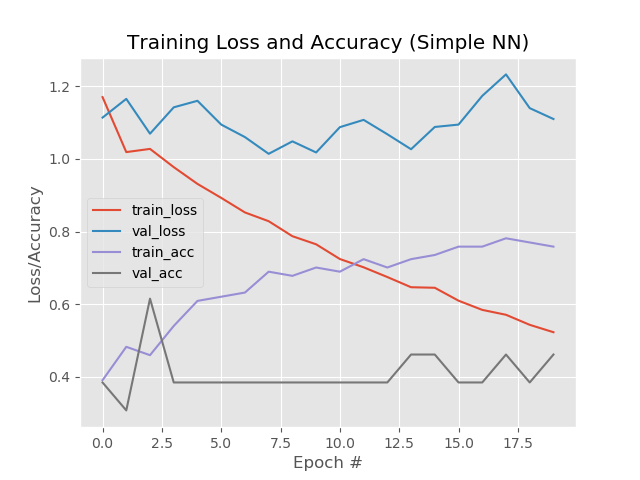 Training Loss and Accuracy (Simple NN)
Loss/Accuracy
1.2
1.0
0.8
0.6
0.4
train_loss
val_loss
train_acc
val_acc
0.0 2.5 5.0 7.5 10.0 12.5 15.0 17.5
Epoch #